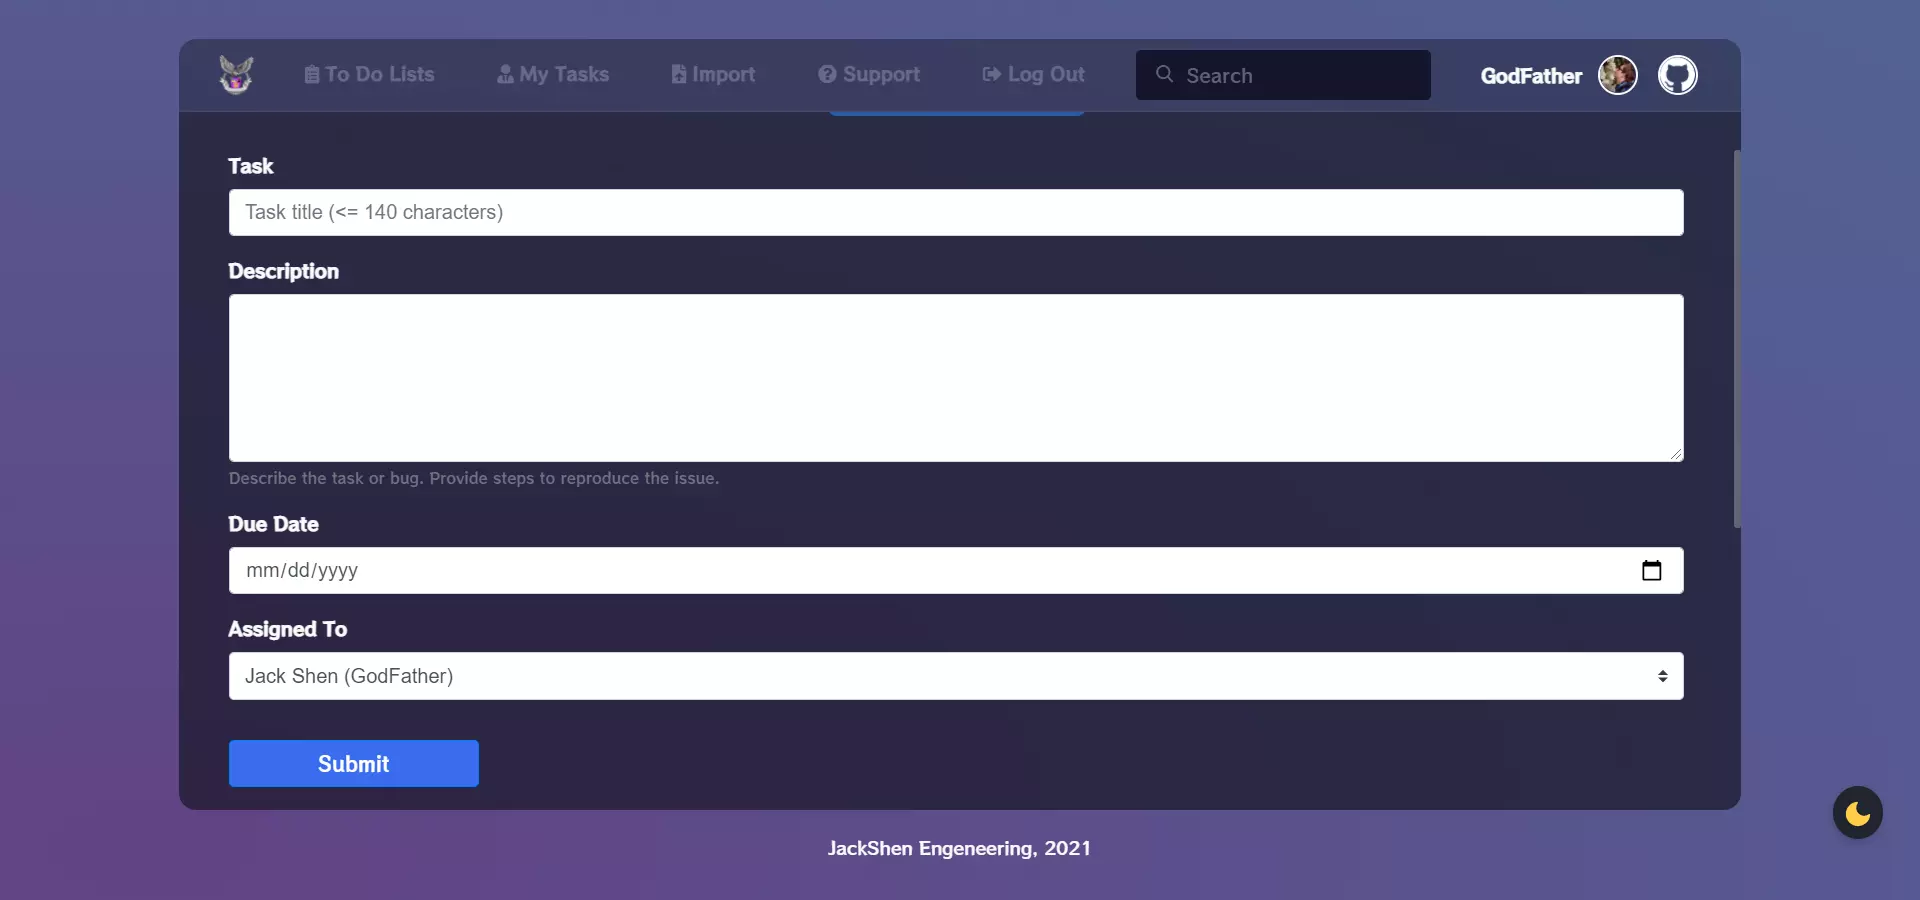 To Do Lists
My Tasks
Import
Support
Log Out
Search
GodFather
Task
Task title (<= 140 characters)
Description
Describe the task or bug. Provide steps to reproduce the issue.
Due Date
mm/dd/yyyy
Assigned To
Jack Shen (GodFather)
Submit
JackShen Engeneering, 2021